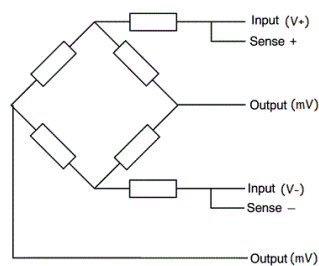 Input (V+)
Sense +
Output (mV)
Input (V-)
Sense –
Output (mV)